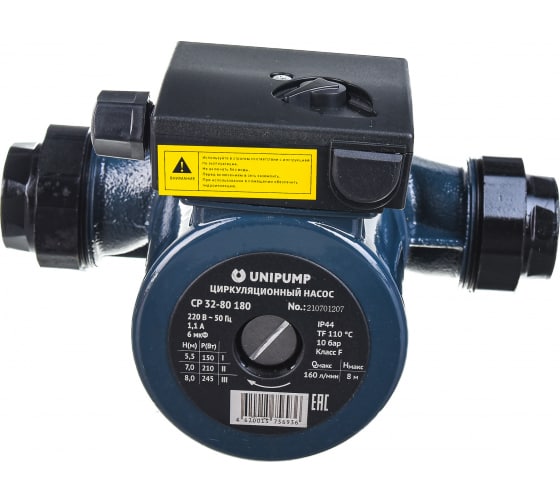 ВНИМАНИЕ
Используйте в строгом соответствии с инструкцией
по эксплуатации.
Не включать без воды.
Перед включением в сеть заземлить.
При использовании в помещении обеспечить
гидроизоляцию.
UNIPUMP
ЦИРКУЛЯЦИОННЫЙ НАСОС
CP 32-80 180 No.: 210701207
220 В ~ 50 Гц IP44
1,1 А TF 110 °C
6 мкФ 10 бар
Класс F
H(м) P(Вт)
5,5 150 I
7,0 210 II
8,0 245 III
Qмакс Hмакс
160 л/мин 8 м
EAC
4 620015 736936